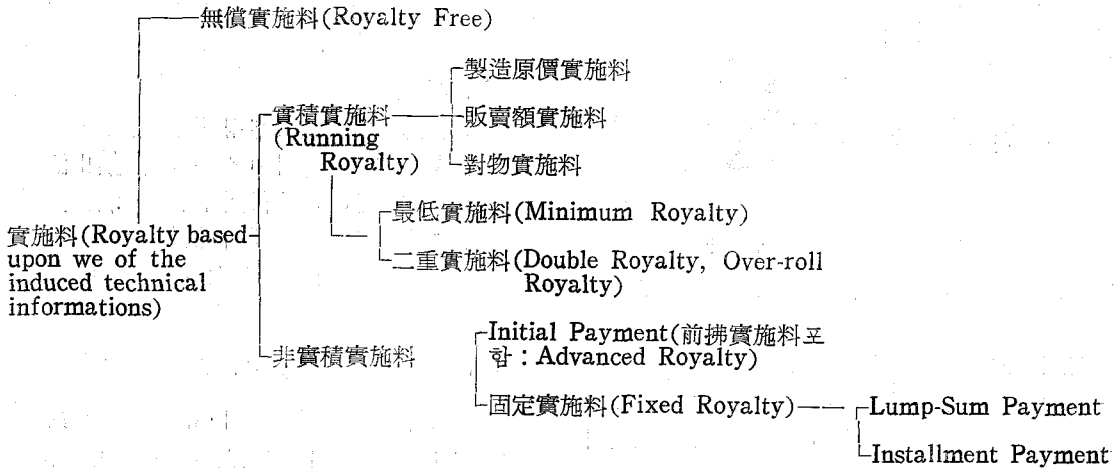 無償實施料(Royalty Free)
製造原價實施料
實積實施料
(Running
Royalty)
販賣額實施料
對物實施料
最低實施料(Minimum Royalty)
實施料(Royalty based
upon we of the
induced technical
informations)
二重實施料(Double Royalty, Over-roll
Royalty)
非實積實施料
Initial Payment(前拂實施料포
함 : Advanced Royalty)
固定實施料(Fixed Royalty)
Lump-Sum Payment
Installment Payment